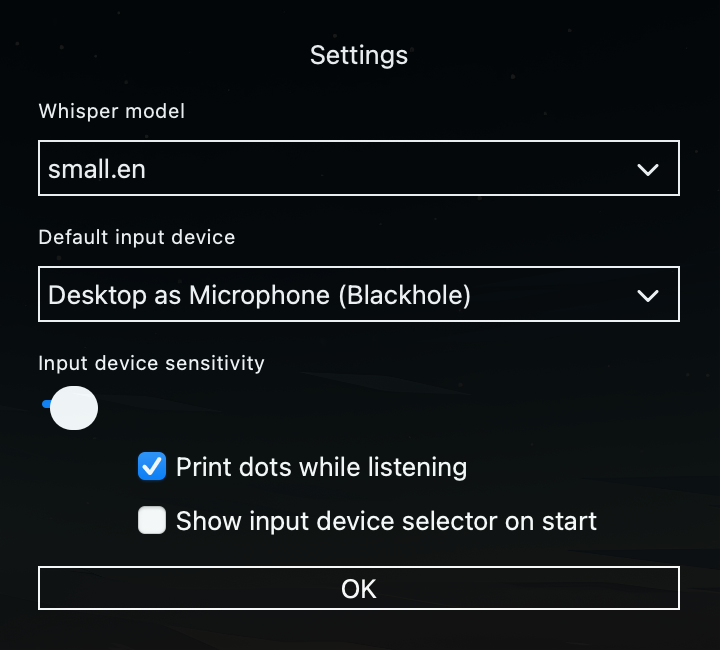 Settings
Whisper model
small.en
Default input device
Desktop as Microphone (Blackhole)
Input device sensitivity
Print dots while listening
Show input device selector on start
OK